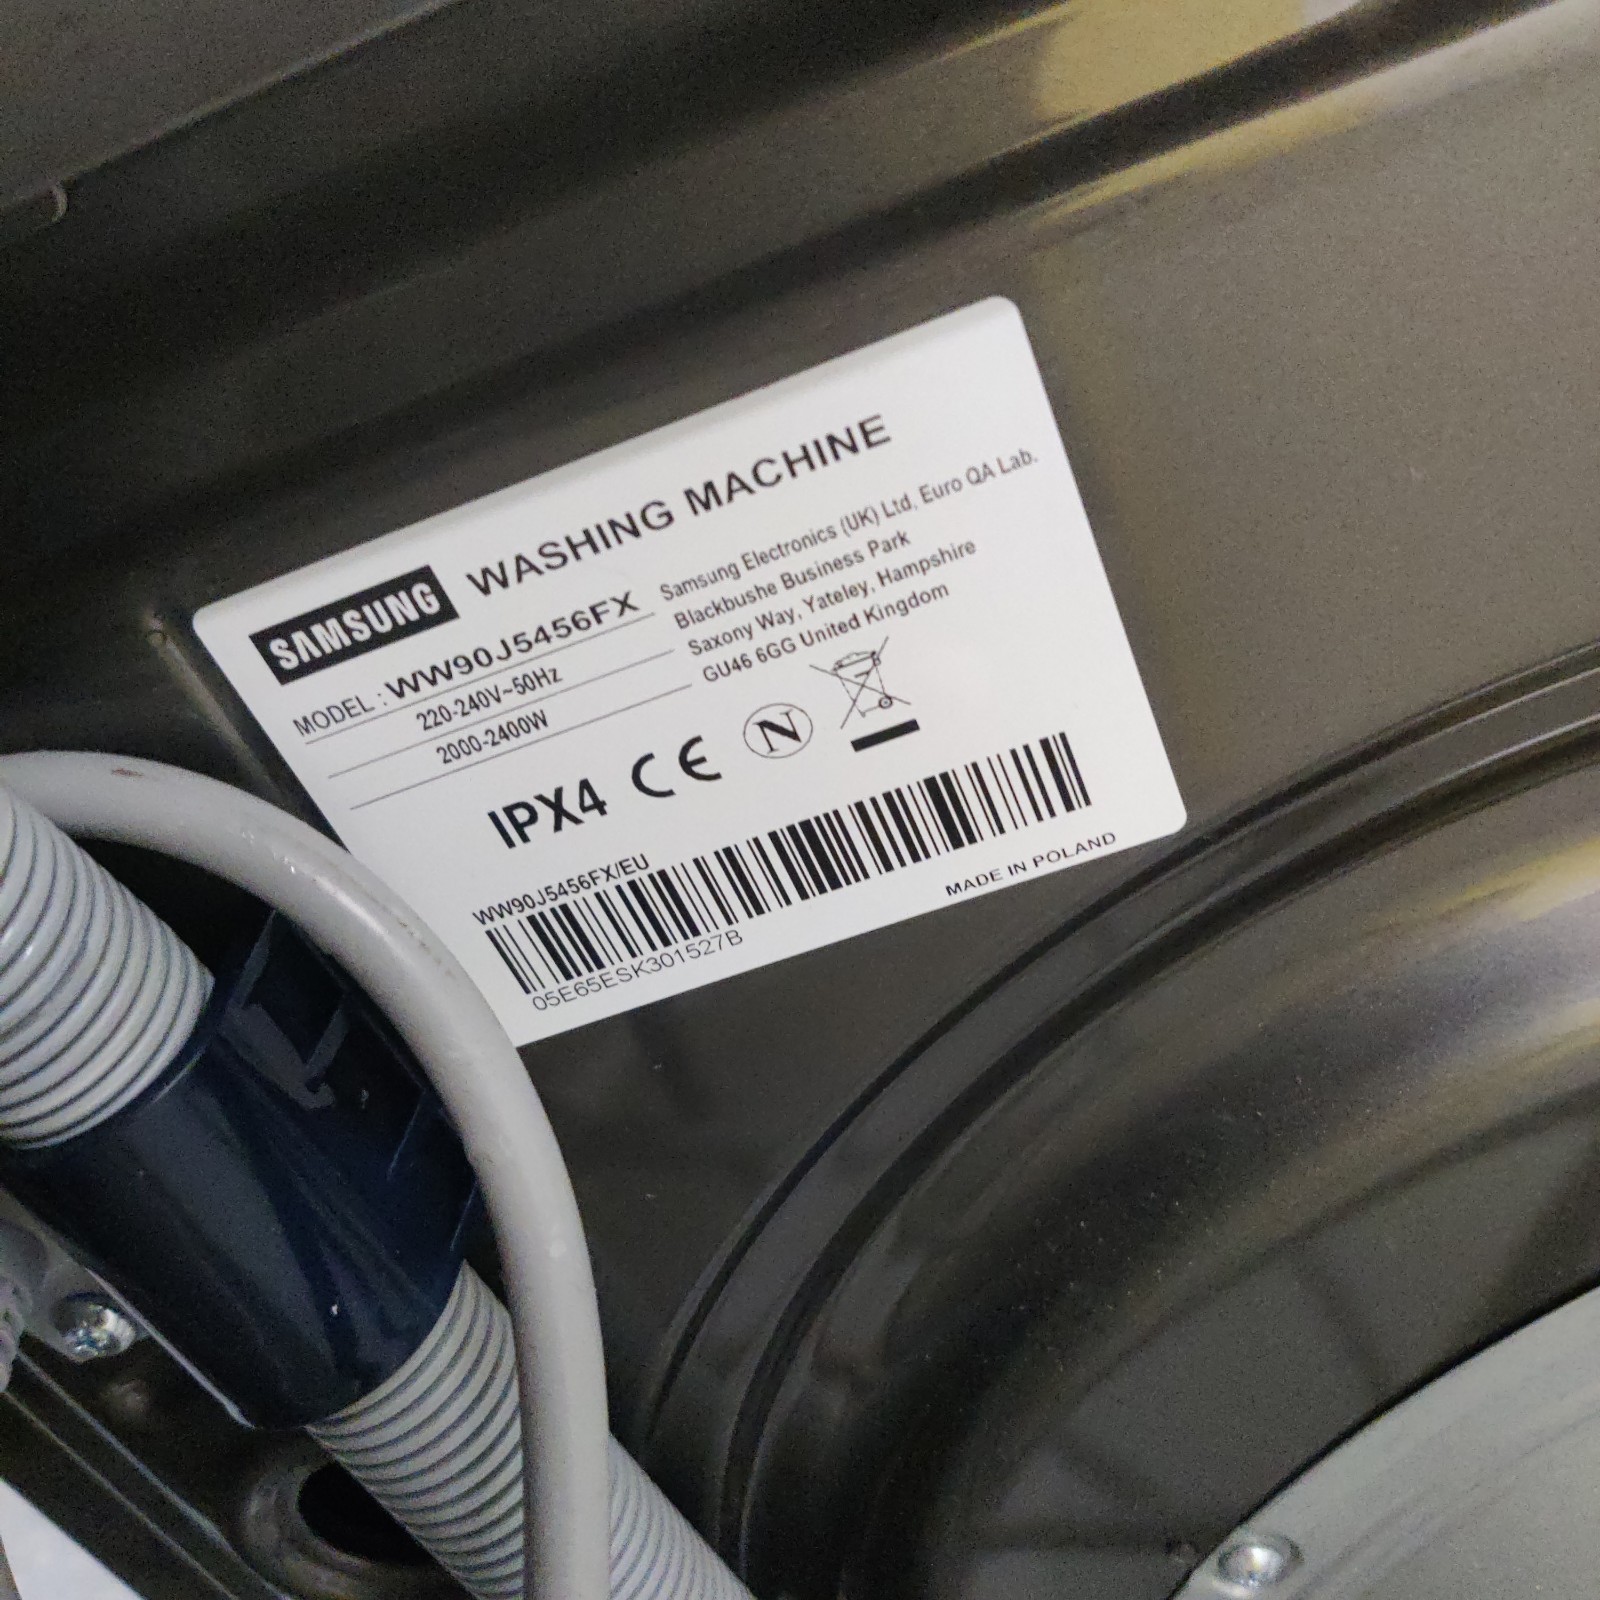 SAMSUNG WASHING MACHINE
MODEL : WW90J5456FX
220-240V~50Hz
2000-2400W
Samsung Electronics (UK) Ltd, Euro QA Lab.
Blackbushe Business Park
Saxony Way, Yateley, Hampshire
GU46 6GG United Kingdom
IPX4 CE N
WW90J5456FX/EU
05E65ESK301527B
MADE IN POLAND